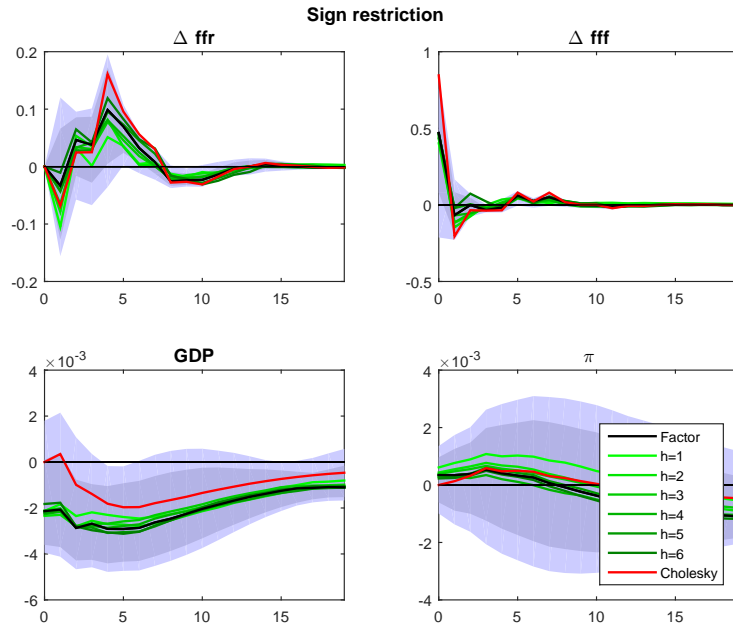 Sign restriction
Δ ffr
0.2
0.1
0
-0.1
-0.2
0 5 10 15
Δ fff
1
0.5
0
-0.5
0 5 10 15
GDP
×10⁻³
4
2
0
-2
-4
-6
0 5 10 15
π
×10⁻³
4
2
0
-2
-4
0 5 10 15
Factor
h=1
h=2
h=3
h=4
h=5
h=6
Cholesky